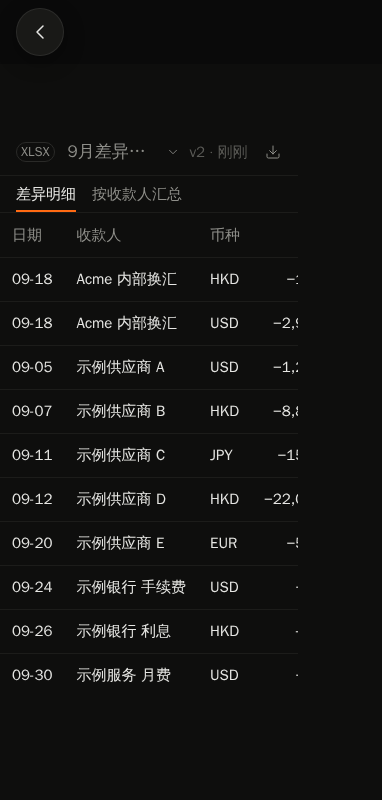 XLSX 9月差异··· v2 · 刚刚
差异明细 按收款人汇总
日期 收款人 币种
09-18 Acme 内部换汇 HKD
09-18 Acme 内部换汇 USD −2,9
09-05 示例供应商 A USD −1,2
09-07 示例供应商 B HKD −8,8
09-11 示例供应商 C JPY −15
09-12 示例供应商 D HKD −22,0
09-20 示例供应商 E EUR −5
09-24 示例银行 手续费 USD -
09-26 示例银行 利息 HKD -
09-30 示例服务 月费 USD -